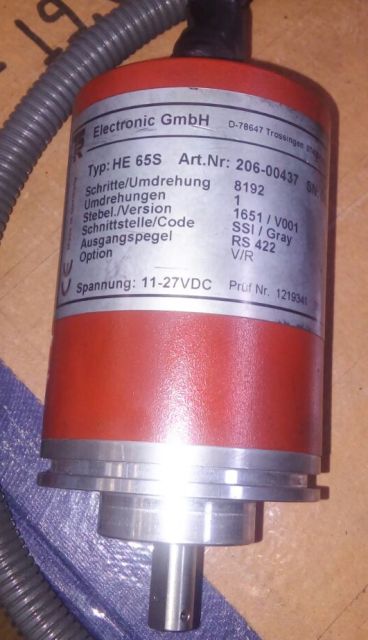 Electronic GmbH D-78647 Trossingen
Typ: HE 65S Art.Nr: 206-00437 SN:
Schritte/Umdrehung 8192
Umdrehungen 1
Stebel./Version 1651 / V001
Schnittstelle/Code SSI / Gray
Ausgangspegel RS 422
Option V/R
Spannung: 11-27VDC Prüf Nr. 1219341
CE